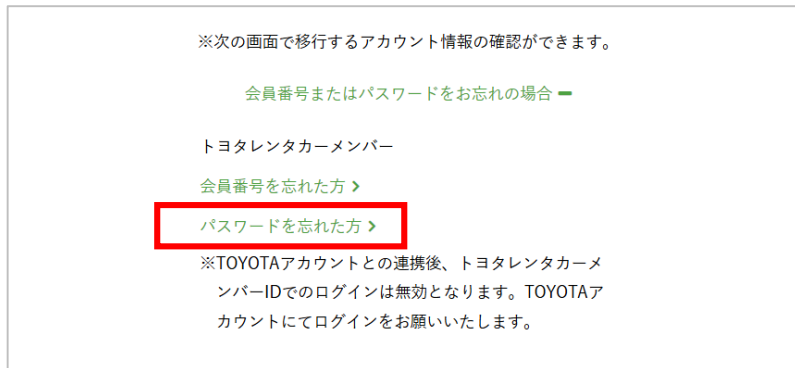 ※次の画面で移行するアカウント情報の確認ができます。
会員番号またはパスワードをお忘れの場合 ー
トヨタレンタカーメンバー
会員番号を忘れた方 >
パスワードを忘れた方 >
※TOYOTAアカウントとの連携後、トヨタレンタカーメ
ンバーIDでのログインは無効となります。TOYOTAア
カウントにてログインをお願いいたします。